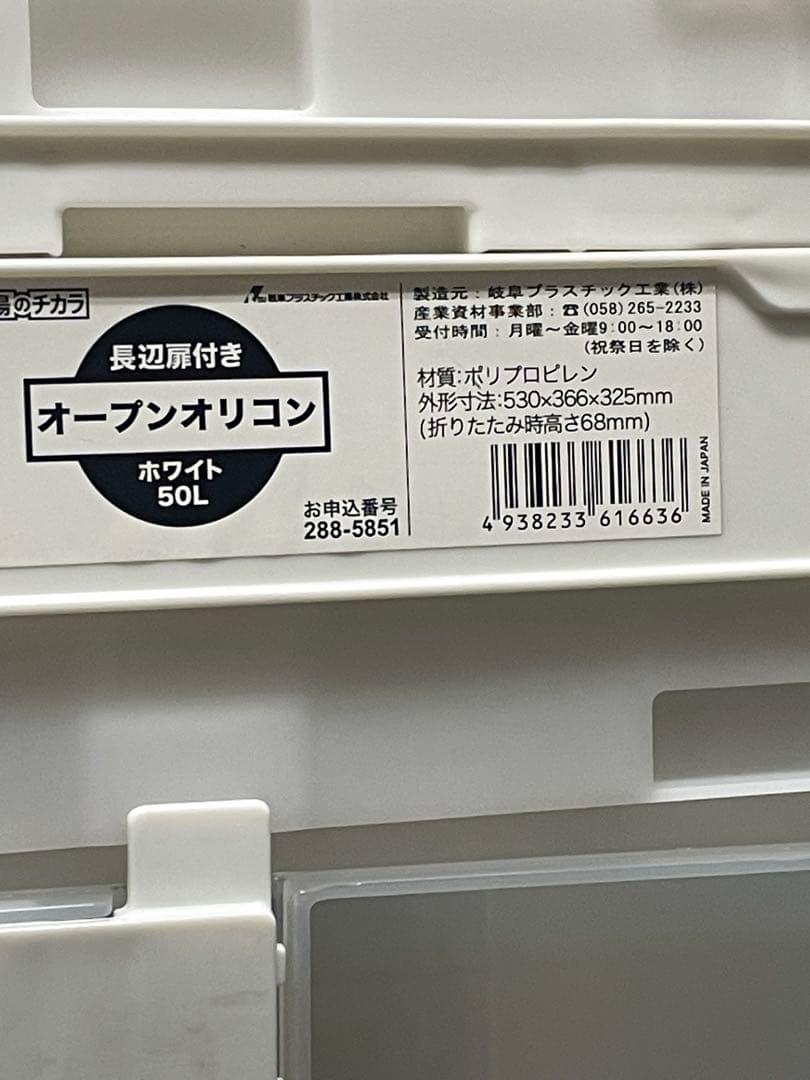 場のチカラ
長辺扉付き
オープンオリコン
ホワイト
50L
お申込番号
288-5851
岐阜プラスチック工業株式会社
製造元：岐阜プラスチック工業(株)
産業資材事業部：☎(058)265-2233
受付時間：月曜〜金曜9:00〜18:00
(祝祭日を除く)
材質:ポリプロピレン
外形寸法:530×366×325mm
(折りたたみ時高さ68mm)
4 938233 616636
MADE IN JAPAN